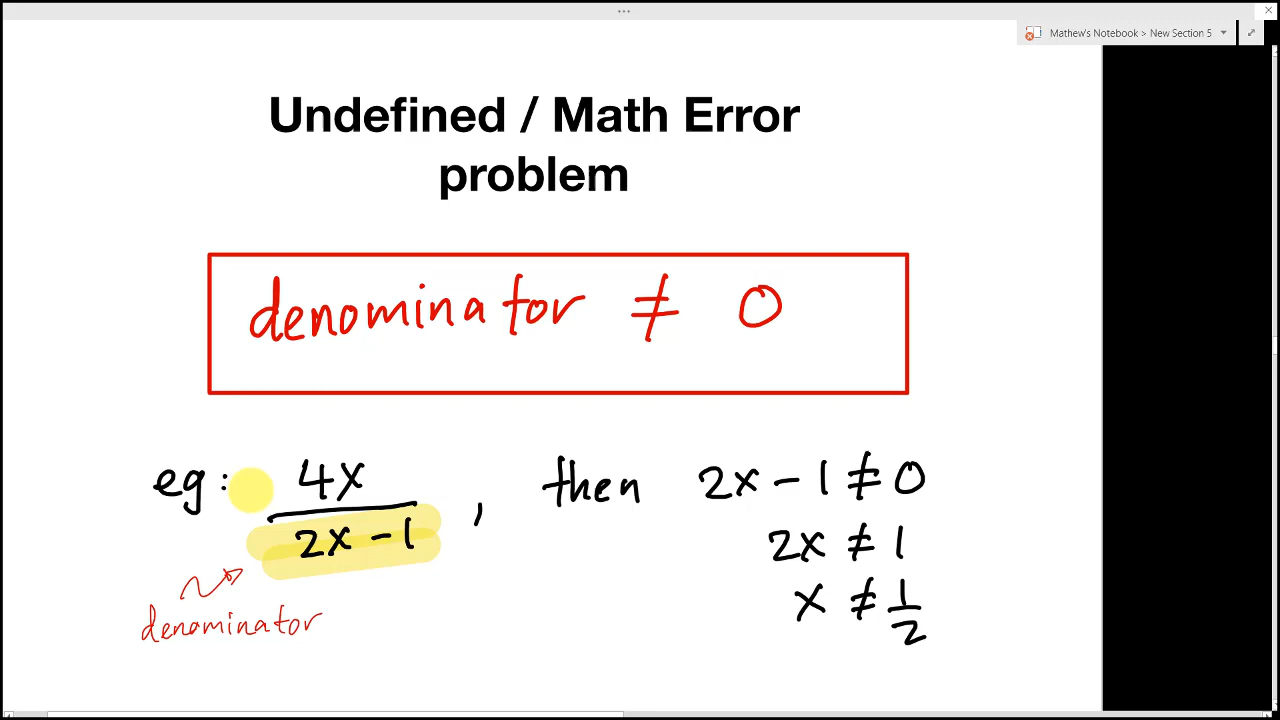 Mathew's Notebook > New Section 5
Undefined / Math Error
problem
denominator ≠ 0
eg: 4x / 2x - 1 , then 2x - 1 ≠ 0
2x ≠ 1
x ≠ 1/2
denominator